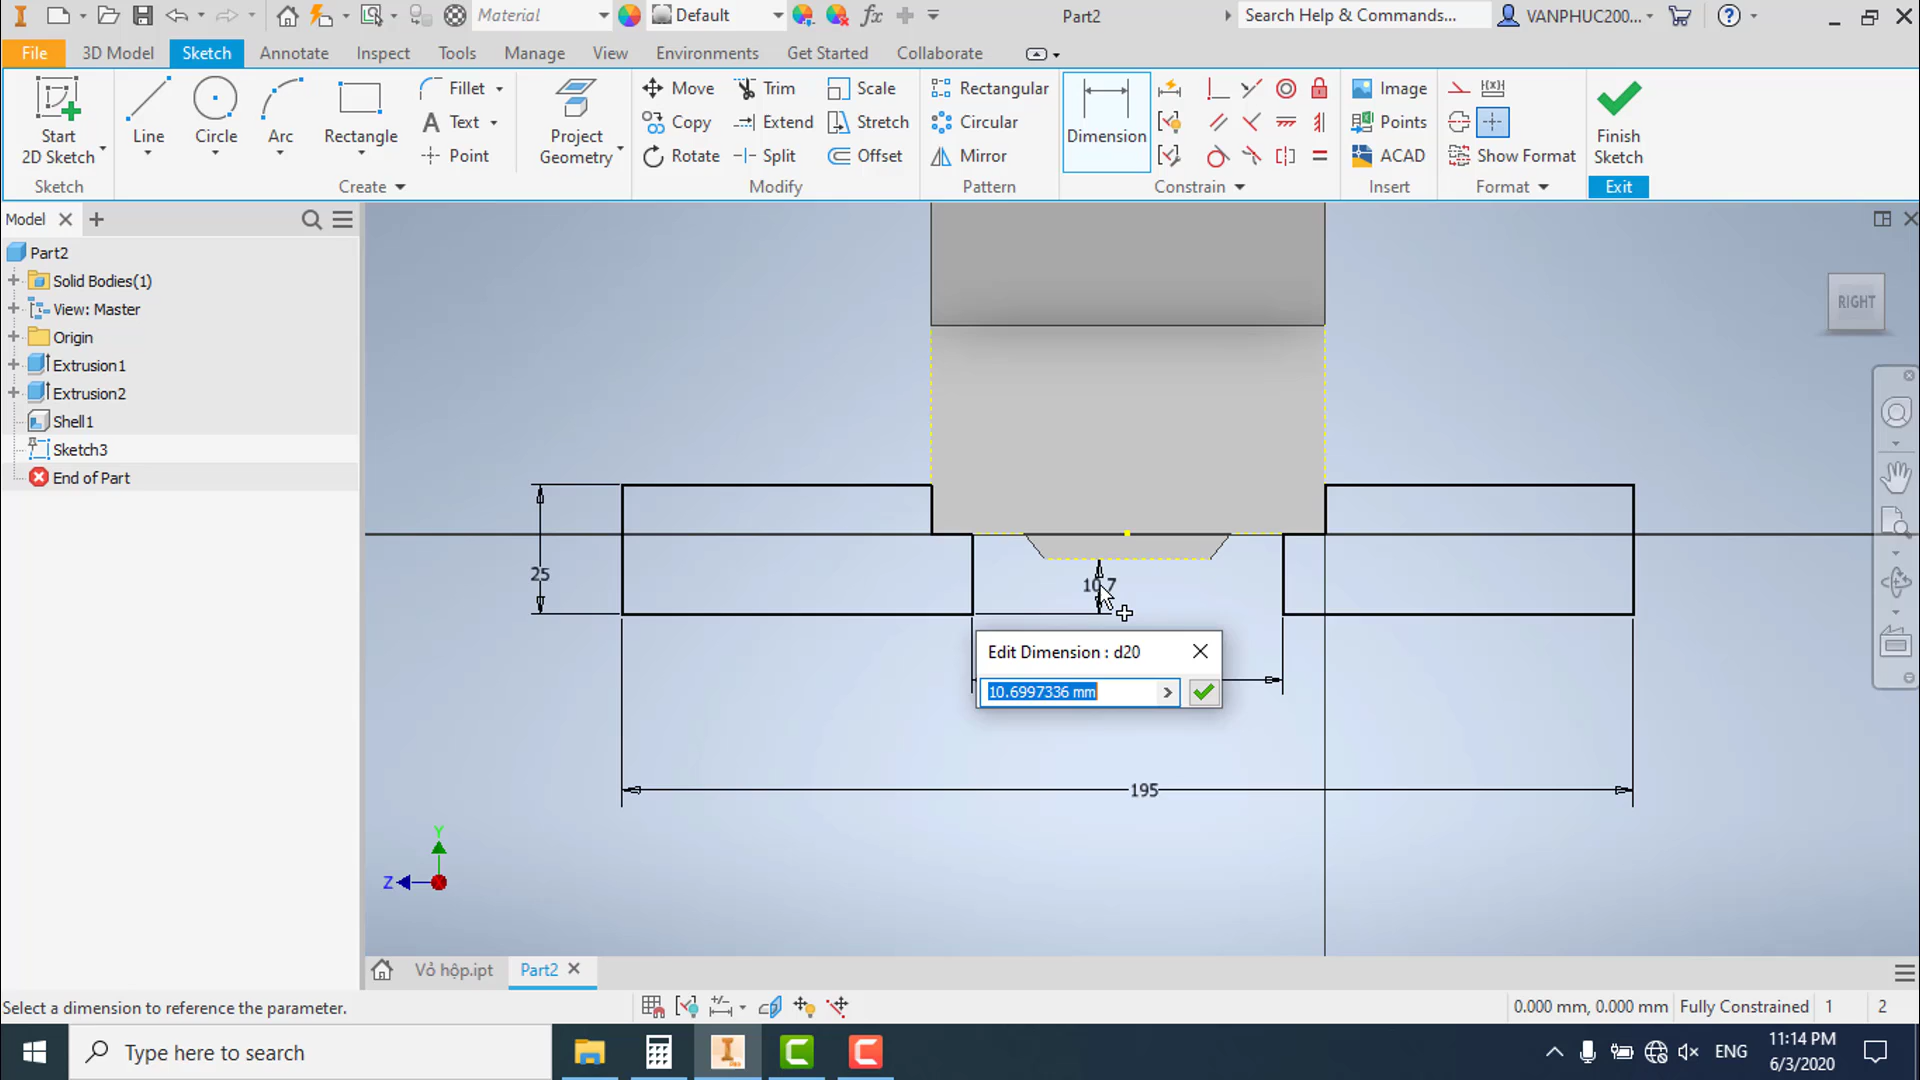 Material
Default
fx
Part2
Search Help & Commands...
VANPHUC200...
File
3D Model
Sketch
Annotate
Inspect
Tools
Manage
View
Environments
Get Started
Collaborate
Start
2D Sketch
Line
Circle
Arc
Rectangle
Fillet
Text
Point
Project
Geometry
Move
Copy
Rotate
Trim
Extend
Split
Scale
Stretch
Offset
Rectangular
Circular
Mirror
Dimension
Image
Points
ACAD
Show Format
Finish
Sketch
Sketch
Create
Modify
Pattern
Constrain
Insert
Format
Exit
Model
Part2
Solid Bodies(1)
View: Master
Origin
Extrusion1
Extrusion2
Shell1
Sketch3
End of Part
RIGHT
25
10.7
Edit Dimension : d20
10.6997336 mm
195
Y
Z
Vỏ hộp.ipt
Part2
Select a dimension to reference the parameter.
0.000 mm, 0.000 mm
Fully Constrained
1
2
Type here to search
ENG
11:14 PM
6/3/2020